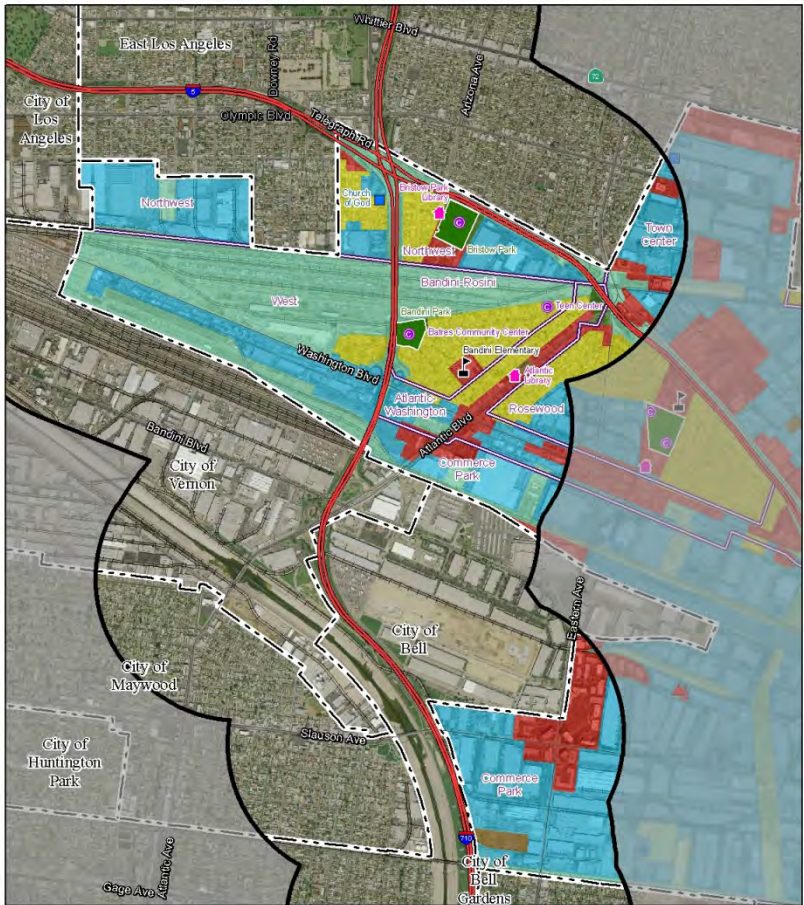 Whittier Blvd
East Los Angeles
Downey Rd
Arizona Ave
72
5
City of
Los
Angeles
Olympic Blvd
Telegraph Rd
Northwest
Church
of God
Bristow Park
Library
C
Northwest
Bristow Park
Town
Center
Bandini-Rosini
West
Teen Center
C
Bandini Park
C
Batres Community Center
Bandini Elementary
Washington Blvd
Atlantic
Library
Atlantic-
Washington
Rosewood
C
C
Atlantic Blvd
Bandini Blvd
Commerce
Park
City of
Vernon
Eastern Ave
City of
Bell
City of
Maywood
Slauson Ave
City of
Huntington
Park
Commerce
Park
710
City of
Bell
Gardens
Gage Ave
Atlantic Ave